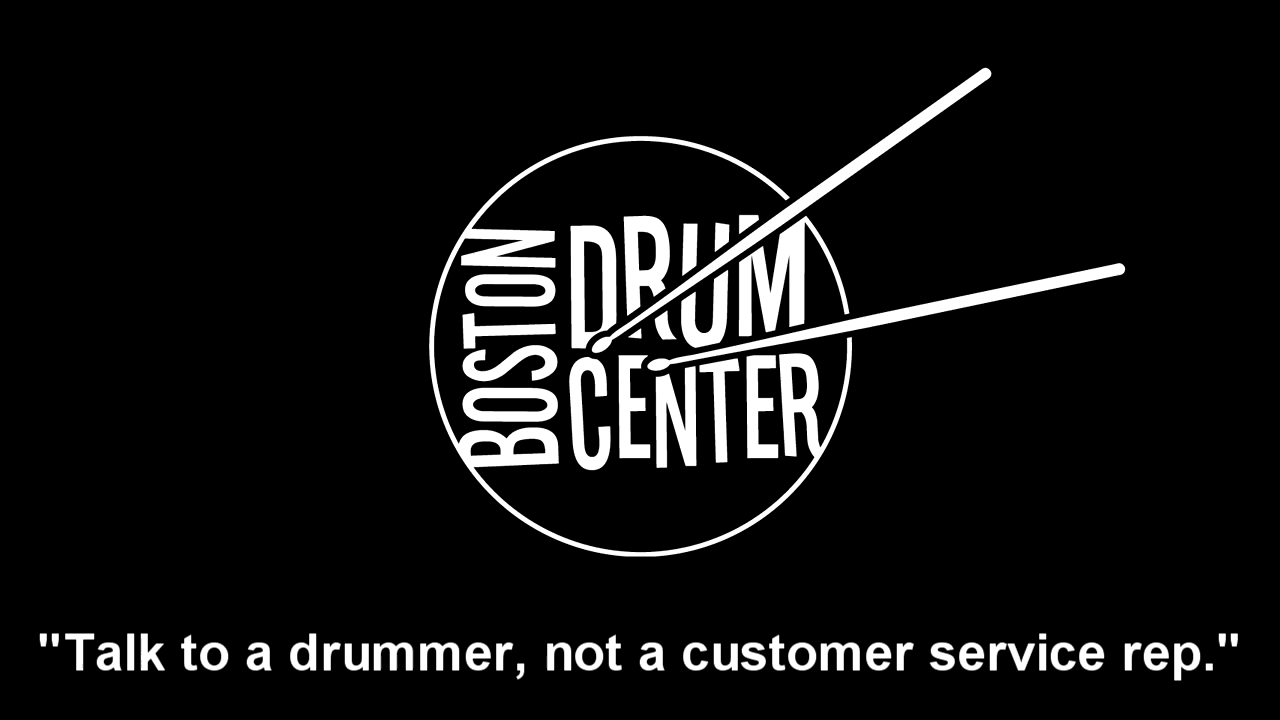 BOSTON
DRUM
CENTER
"Talk to a drummer, not a customer service rep."